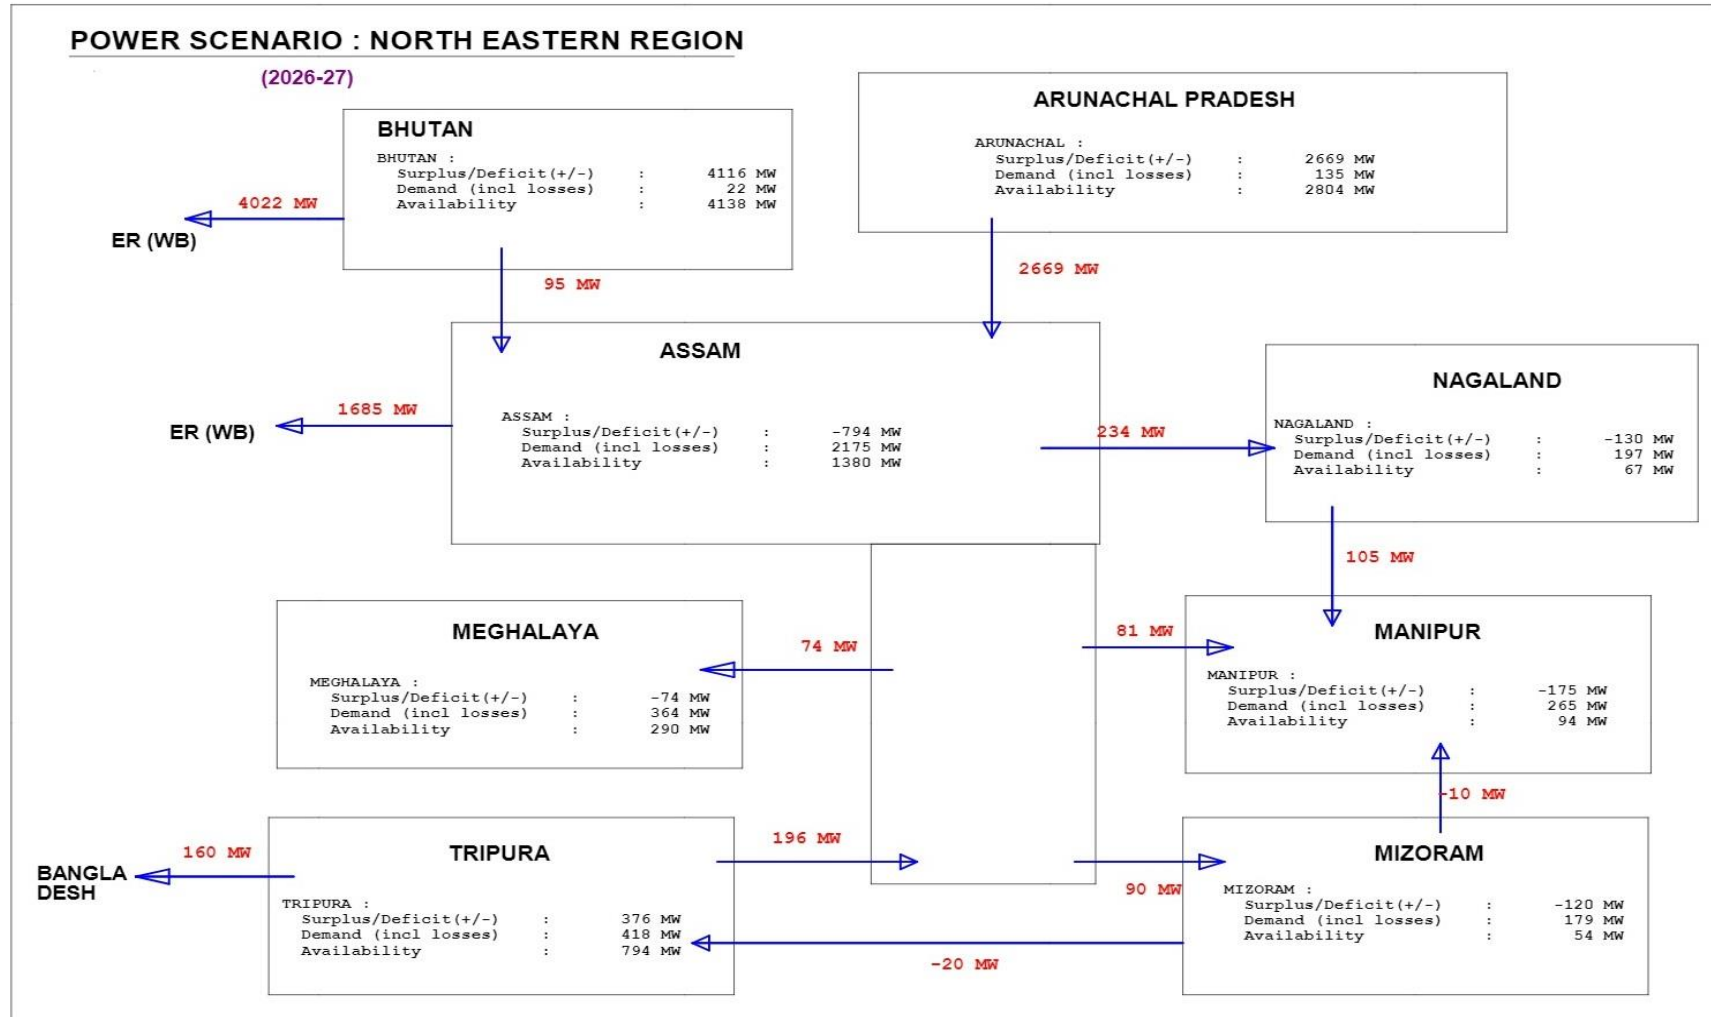 POWER SCENARIO : NORTH EASTERN REGION
(2026-27)
BHUTAN
BHUTAN :
Surplus/Deficit(+/-) : 4116 MW
Demand (incl losses) : 22 MW
Availability : 4138 MW
4022 MW
ER (WB)
95 MW
ARUNACHAL PRADESH
ARUNACHAL :
Surplus/Deficit(+/-) : 2669 MW
Demand (incl losses) : 135 MW
Availability : 2804 MW
2669 MW
ASSAM
ASSAM :
Surplus/Deficit(+/-) : -794 MW
Demand (incl losses) : 2175 MW
Availability : 1380 MW
1685 MW
ER (WB)
234 MW
NAGALAND
NAGALAND :
Surplus/Deficit(+/-) : -130 MW
Demand (incl losses) : 197 MW
Availability : 67 MW
105 MW
MEGHALAYA
MEGHALAYA :
Surplus/Deficit(+/-) : -74 MW
Demand (incl losses) : 364 MW
Availability : 290 MW
74 MW
81 MW
MANIPUR
MANIPUR :
Surplus/Deficit(+/-) : -175 MW
Demand (incl losses) : 265 MW
Availability : 94 MW
-10 MW
160 MW
BANGLA
DESH
TRIPURA
TRIPURA :
Surplus/Deficit(+/-) : 376 MW
Demand (incl losses) : 418 MW
Availability : 794 MW
196 MW
90 MW
-20 MW
MIZORAM
MIZORAM :
Surplus/Deficit(+/-) : -120 MW
Demand (incl losses) : 179 MW
Availability : 54 MW